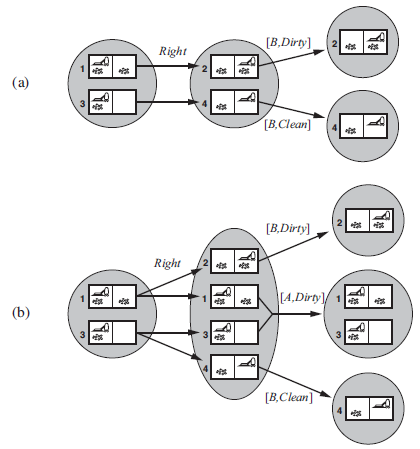 (a)
Right
[B,Dirty]
[B,Clean]
1
3
2
4
2
4
(b)
Right
[B,Dirty]
[A,Dirty]
[B,Clean]
1
3
2
1
3
4
2
1
3
4